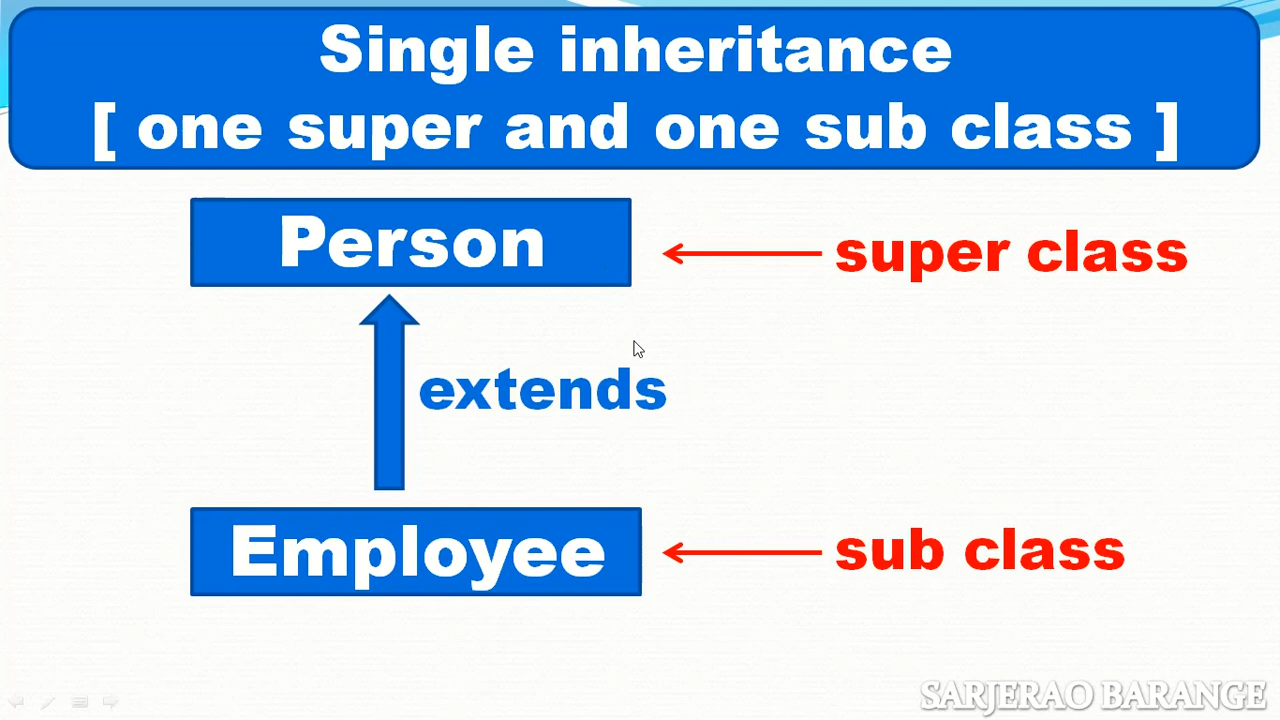 Single inheritance
[ one super and one sub class ]
Person
super class
extends
Employee
sub class
SARJERAO BARANGE